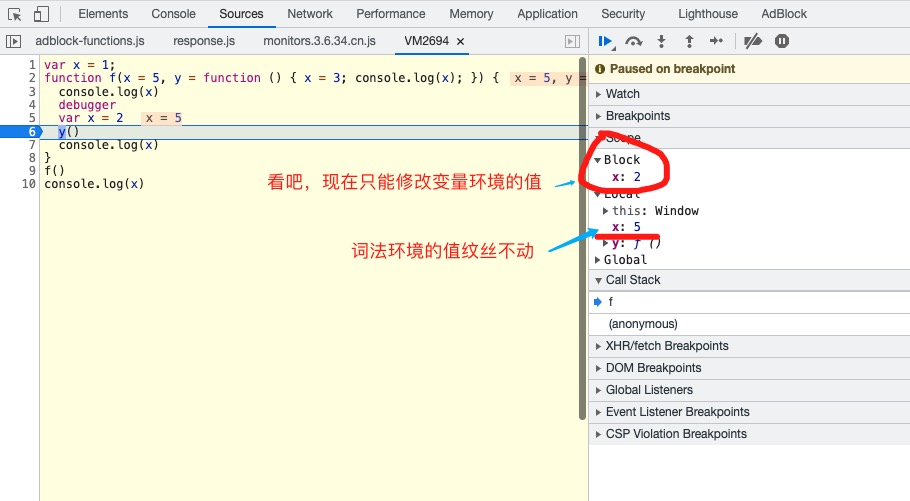 Elements Console Sources Network Performance Memory Application Security Lighthouse AdBlock
adblock-functions.js response.js monitors.3.6.34.cn.js VM2694 ×
1 var x = 1;
2 function f(x = 5, y = function () { x = 3; console.log(x); }) { x = 5, y =
3 console.log(x)
4 debugger
5 var x = 2 x = 5
6 y()
7 console.log(x)
8 }
9 f()
10 console.log(x)
看吧，现在只能修改变量环境的值
词法环境的值纹丝不动
Paused on breakpoint
Watch
Breakpoints
Scope
Block
x: 2
Local
this: Window
x: 5
y: ƒ ()
Global
Call Stack
f
(anonymous)
XHR/fetch Breakpoints
DOM Breakpoints
Global Listeners
Event Listener Breakpoints
CSP Violation Breakpoints